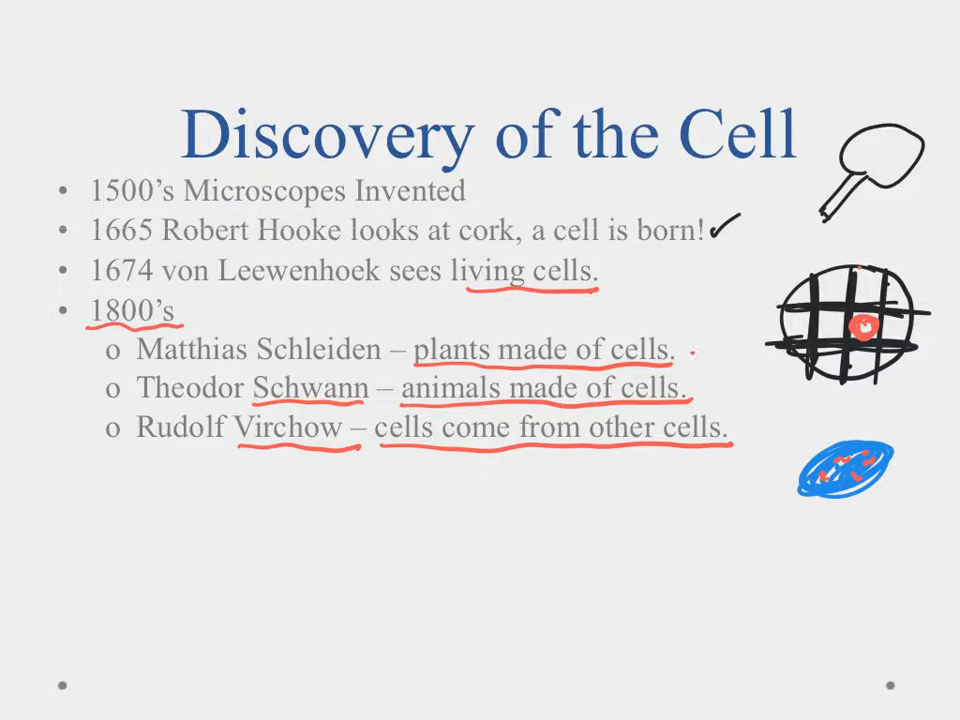 Discovery of the Cell
• 1500’s Microscopes Invented
• 1665 Robert Hooke looks at cork, a cell is born!
• 1674 von Leewenhoek sees living cells.
• 1800’s
o Matthias Schleiden – plants made of cells.
o Theodor Schwann – animals made of cells.
o Rudolf Virchow – cells come from other cells.